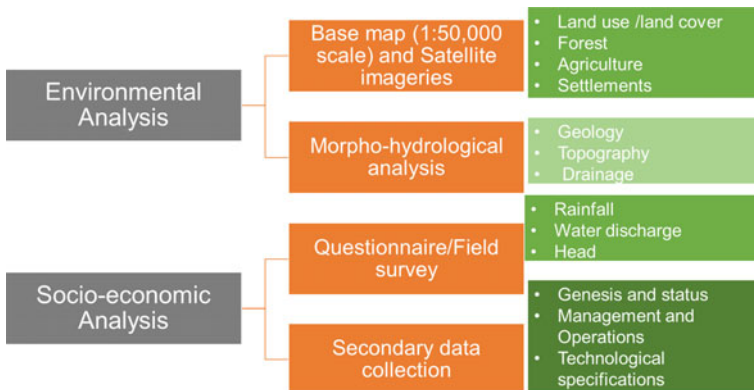 Environmental
Analysis
Base map (1:50,000
scale) and Satellite
imageries
• Land use /land cover
• Forest
• Agriculture
• Settlements
Morpho-hydrological
analysis
• Geology
• Topography
• Drainage
Socio-economic
Analysis
Questionnaire/Field
survey
• Rainfall
• Water discharge
• Head
Secondary data
collection
• Genesis and status
• Management and
Operations
• Technological
specifications